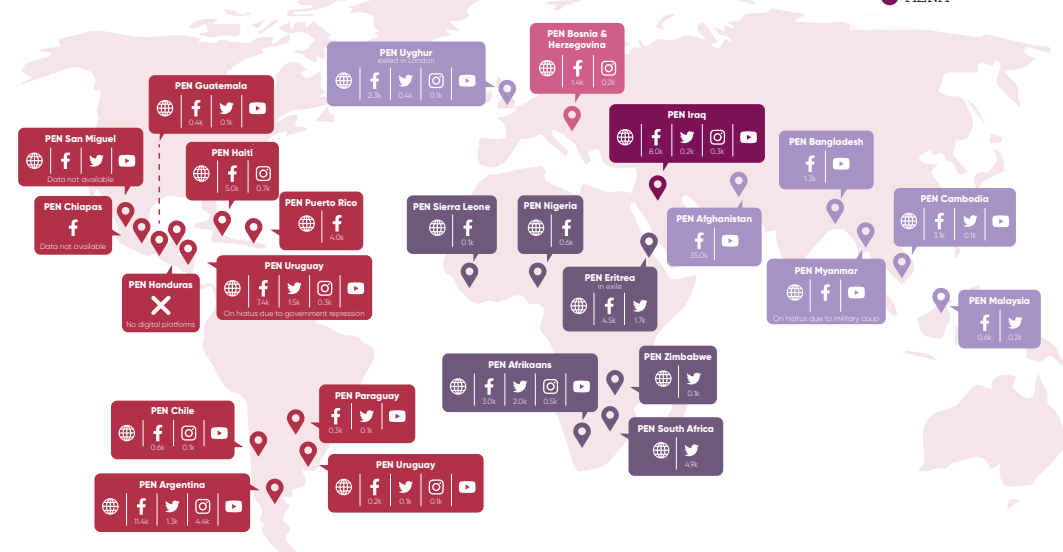 PEN Bosnia &
Herzegovina
1.4k 0.2k
PEN Uyghur
exiled in London
2.3k 0.4k 0.1k
PEN Guatemala
0.4k 0.1k
PEN Iraq
8.0k 0.2k 0.3k
PEN San Miguel
Data not available
PEN Haiti
5.0k 0.7k
PEN Bangladesh
1.3k
PEN Chiapas
Data not available
PEN Puerto Rico
4.0k
PEN Sierra Leone
0.1k
PEN Nigeria
0.6k
PEN Afghanistan
35.0k
PEN Cambodia
3.1k 0.1k
PEN Honduras
No digital platforms
PEN Uruguay
7.4k 1.5k 0.3k
On hiatus due to government repression
PEN Eritrea
in exile
4.5k 1.7k
PEN Myanmar
On hiatus due to military coup
PEN Malaysia
0.6k 0.2k
PEN Afrikaans
3.0k 2.0k 0.5k
PEN Zimbabwe
0.1k
PEN Paraguay
0.3k 0.1k
PEN Chile
0.6k 0.1k
PEN South Africa
4.9k
PEN Uruguay
0.2k 0.1k 0.1k
PEN Argentina
11.4k 1.3k 4.4k